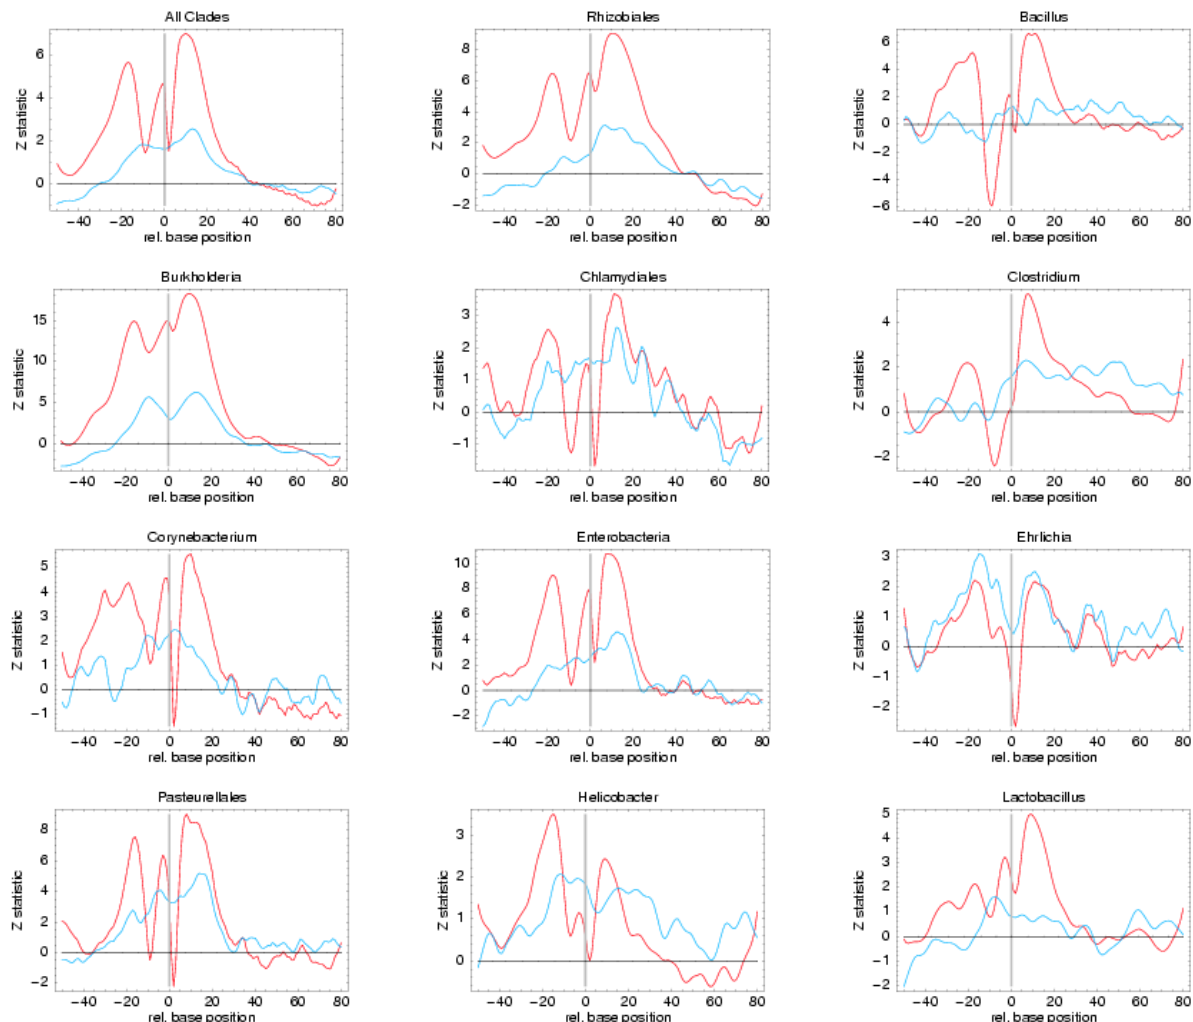 All Clades
Z statistic
6
4
2
0
−40 −20 0 20 40 60 80
rel. base position
Rhizobiales
Z statistic
8
6
4
2
0
−2
−40 −20 0 20 40 60 80
rel. base position
Bacillus
Z statistic
6
4
2
0
−2
−4
−6
−40 −20 0 20 40 60 80
rel. base position
Burkholderia
Z statistic
15
10
5
0
−40 −20 0 20 40 60 80
rel. base position
Chlamydiales
Z statistic
3
2
1
0
−1
−40 −20 0 20 40 60 80
rel. base position
Clostridium
Z statistic
4
2
0
−2
−40 −20 0 20 40 60 80
rel. base position
Corynebacterium
Z statistic
5
4
3
2
1
0
−1
−40 −20 0 20 40 60 80
rel. base position
Enterobacteria
Z statistic
10
8
6
4
2
0
−2
−40 −20 0 20 40 60 80
rel. base position
Ehrlichia
Z statistic
3
2
1
0
−1
−2
−40 −20 0 20 40 60 80
rel. base position
Pasteurellales
Z statistic
8
6
4
2
0
−2
−40 −20 0 20 40 60 80
rel. base position
Helicobacter
Z statistic
3
2
1
0
−40 −20 0 20 40 60 80
rel. base position
Lactobacillus
Z statistic
5
4
3
2
1
0
−1
−2
−40 −20 0 20 40 60 80
rel. base position